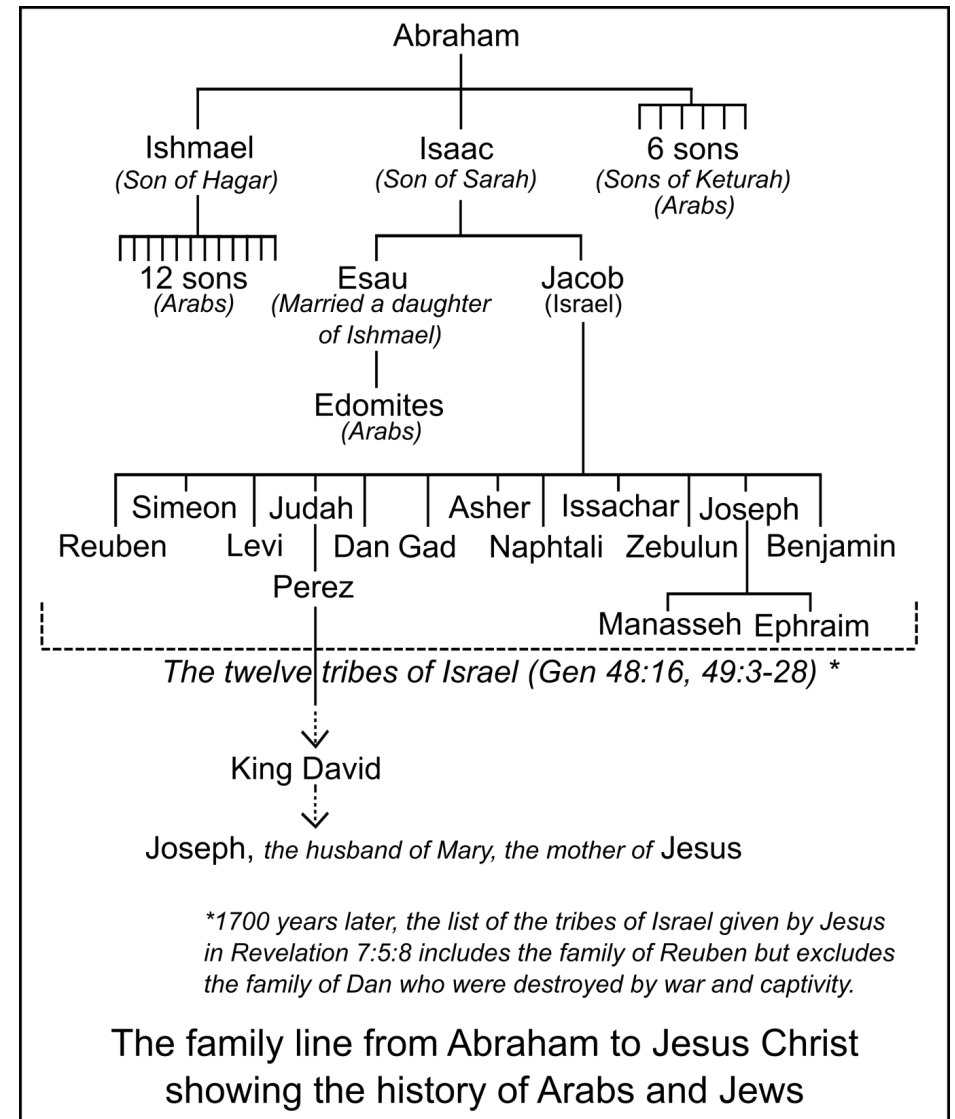 Abraham
Ishmael
(Son of Hagar)
Isaac
(Son of Sarah)
6 sons
(Sons of Keturah)
(Arabs)
12 sons
(Arabs)
Esau
(Married a daughter
of Ishmael)
Jacob
(Israel)
Edomites
(Arabs)
Simeon Judah Asher Issachar Joseph
Reuben Levi Dan Gad Naphtali Zebulun Benjamin
Perez
Manasseh Ephraim
The twelve tribes of Israel (Gen 48:16, 49:3-28) *
King David
Joseph, the husband of Mary, the mother of Jesus
*1700 years later, the list of the tribes of Israel given by Jesus
in Revelation 7:5:8 includes the family of Reuben but excludes
the family of Dan who were destroyed by war and captivity.
The family line from Abraham to Jesus Christ
showing the history of Arabs and Jews